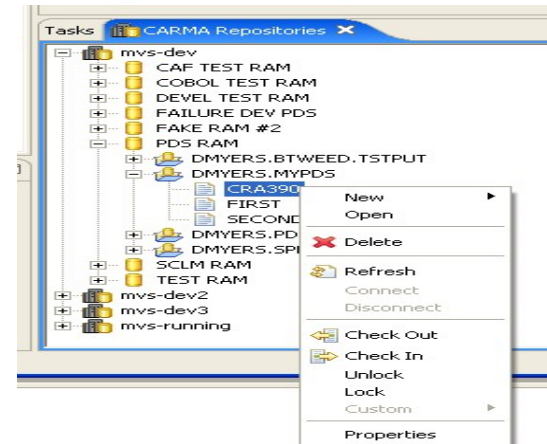 Tasks CARMA Repositories
mvs-dev
CAF TEST RAM
COBOL TEST RAM
DEVEL TEST RAM
FAILURE DEV PDS
FAKE RAM #2
PDS RAM
DMYERS.BTWEED.TSTPUT
DMYERS.MYPDS
CRA390
FIRST
SECOND
DMYERS.PD
DMYERS.SP
SCLM RAM
TEST RAM
mvs-dev2
mvs-dev3
mvs-running
New
Open
Delete
Refresh
Connect
Disconnect
Check Out
Check In
Unlock
Lock
Custom
Properties